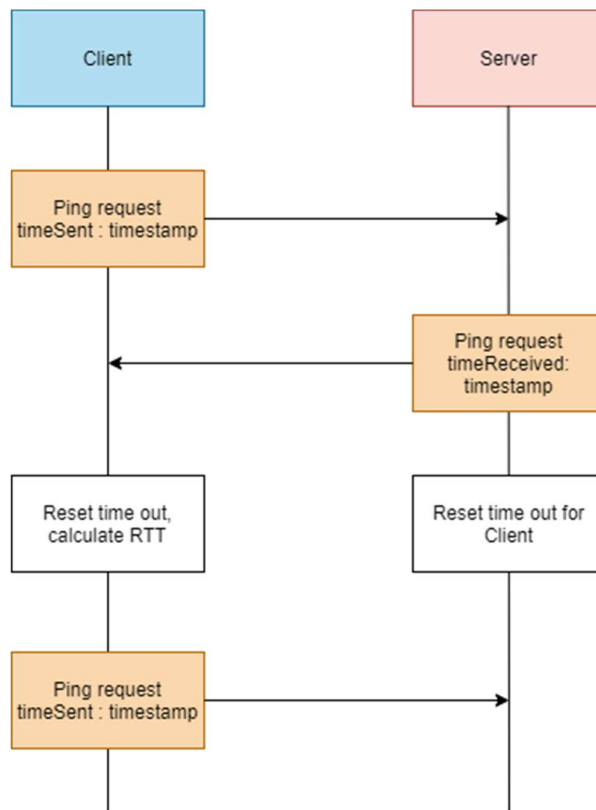 Client
Server
Ping request
timeSent : timestamp
Ping request
timeReceived:
timestamp
Reset time out,
calculate RTT
Reset time out for
Client
Ping request
timeSent : timestamp